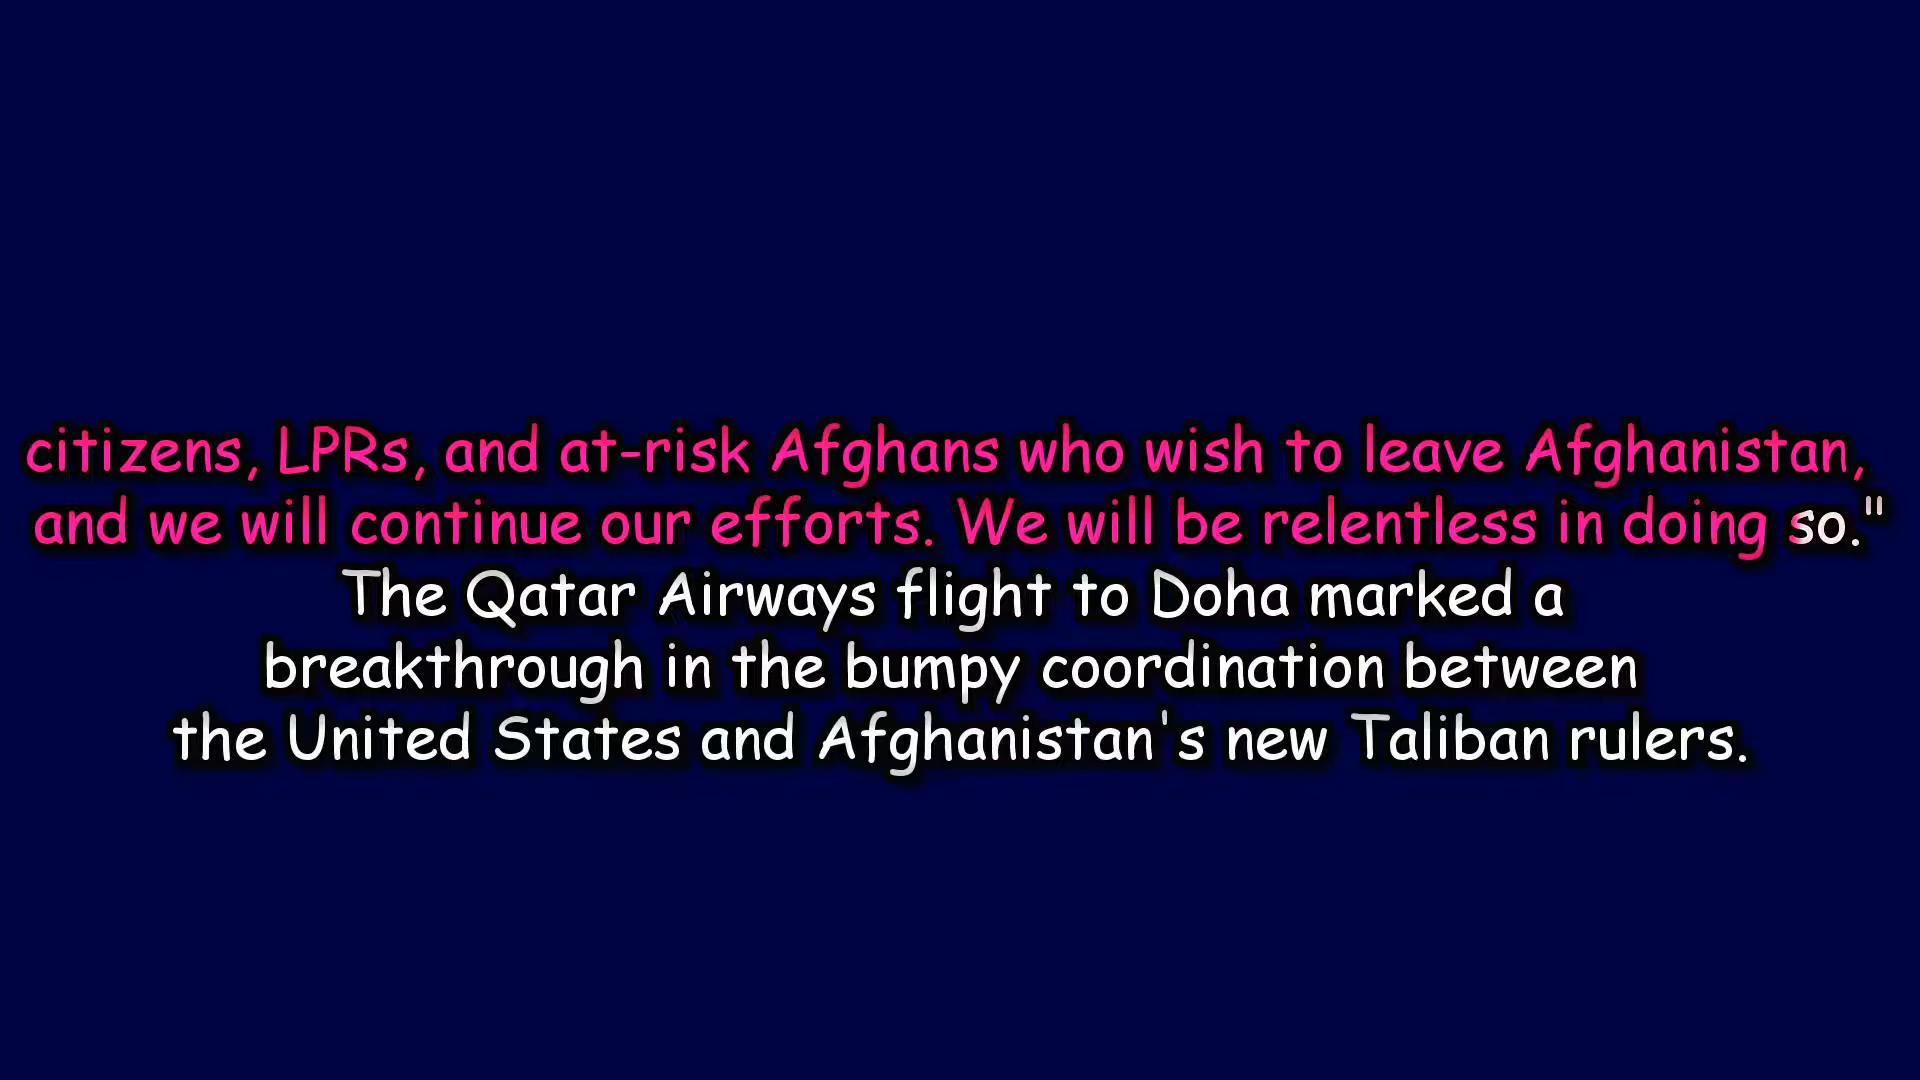 citizens, LPRs, and at-risk Afghans who wish to leave Afghanistan,
and we will continue our efforts. We will be relentless in doing so."
The Qatar Airways flight to Doha marked a
breakthrough in the bumpy coordination between
the United States and Afghanistan's new Taliban rulers.